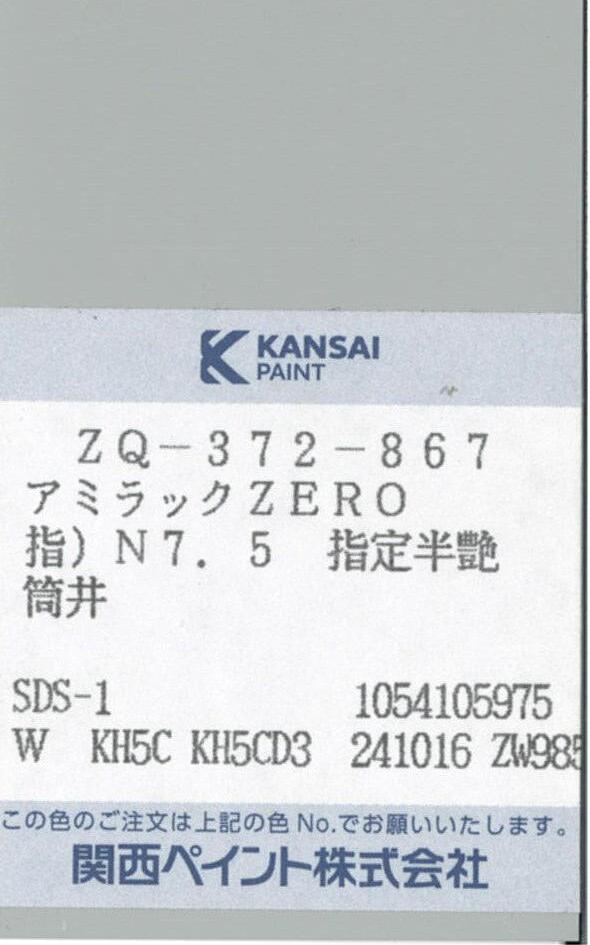 KANSAI
PAINT
ZQ-372-867
アミラックZERO
指)N7.5 指定半艶
筒井
SDS-1 1054105975
W KH5C KH5CD3 241016 ZW985
この色のご注文は上記の色No.でお願いいたします。
関西ペイント株式会社